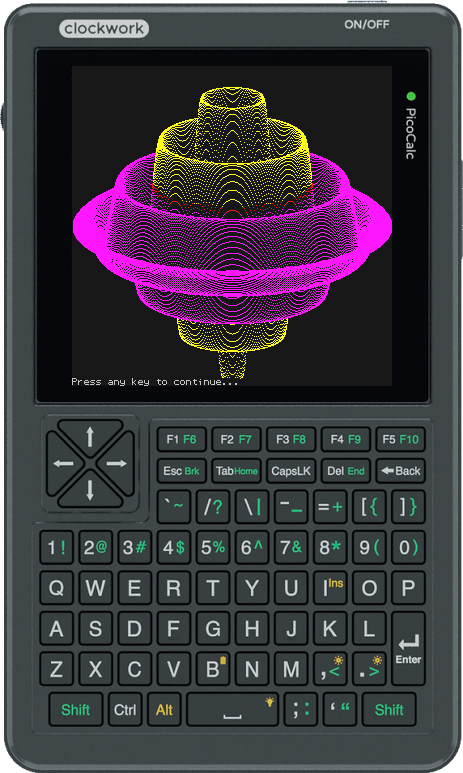 clockwork ON/OFF
PicoCalc
Press any key to continue...
F1 F6 F2 F7 F3 F8 F4 F9 F5 F10
Esc Brk Tab Home CapsLK Del End Back
` ~ / ? \ | - _ = + [ { ] }
1 ! 2 @ 3 # 4 $ 5 % 6 ^ 7 & 8 * 9 ( 0 )
Q W E R T Y U I Ins O P
A S D F G H J K L
Enter
Z X C V B N M , < . >
Shift Ctrl Alt ; : ‘ “ Shift